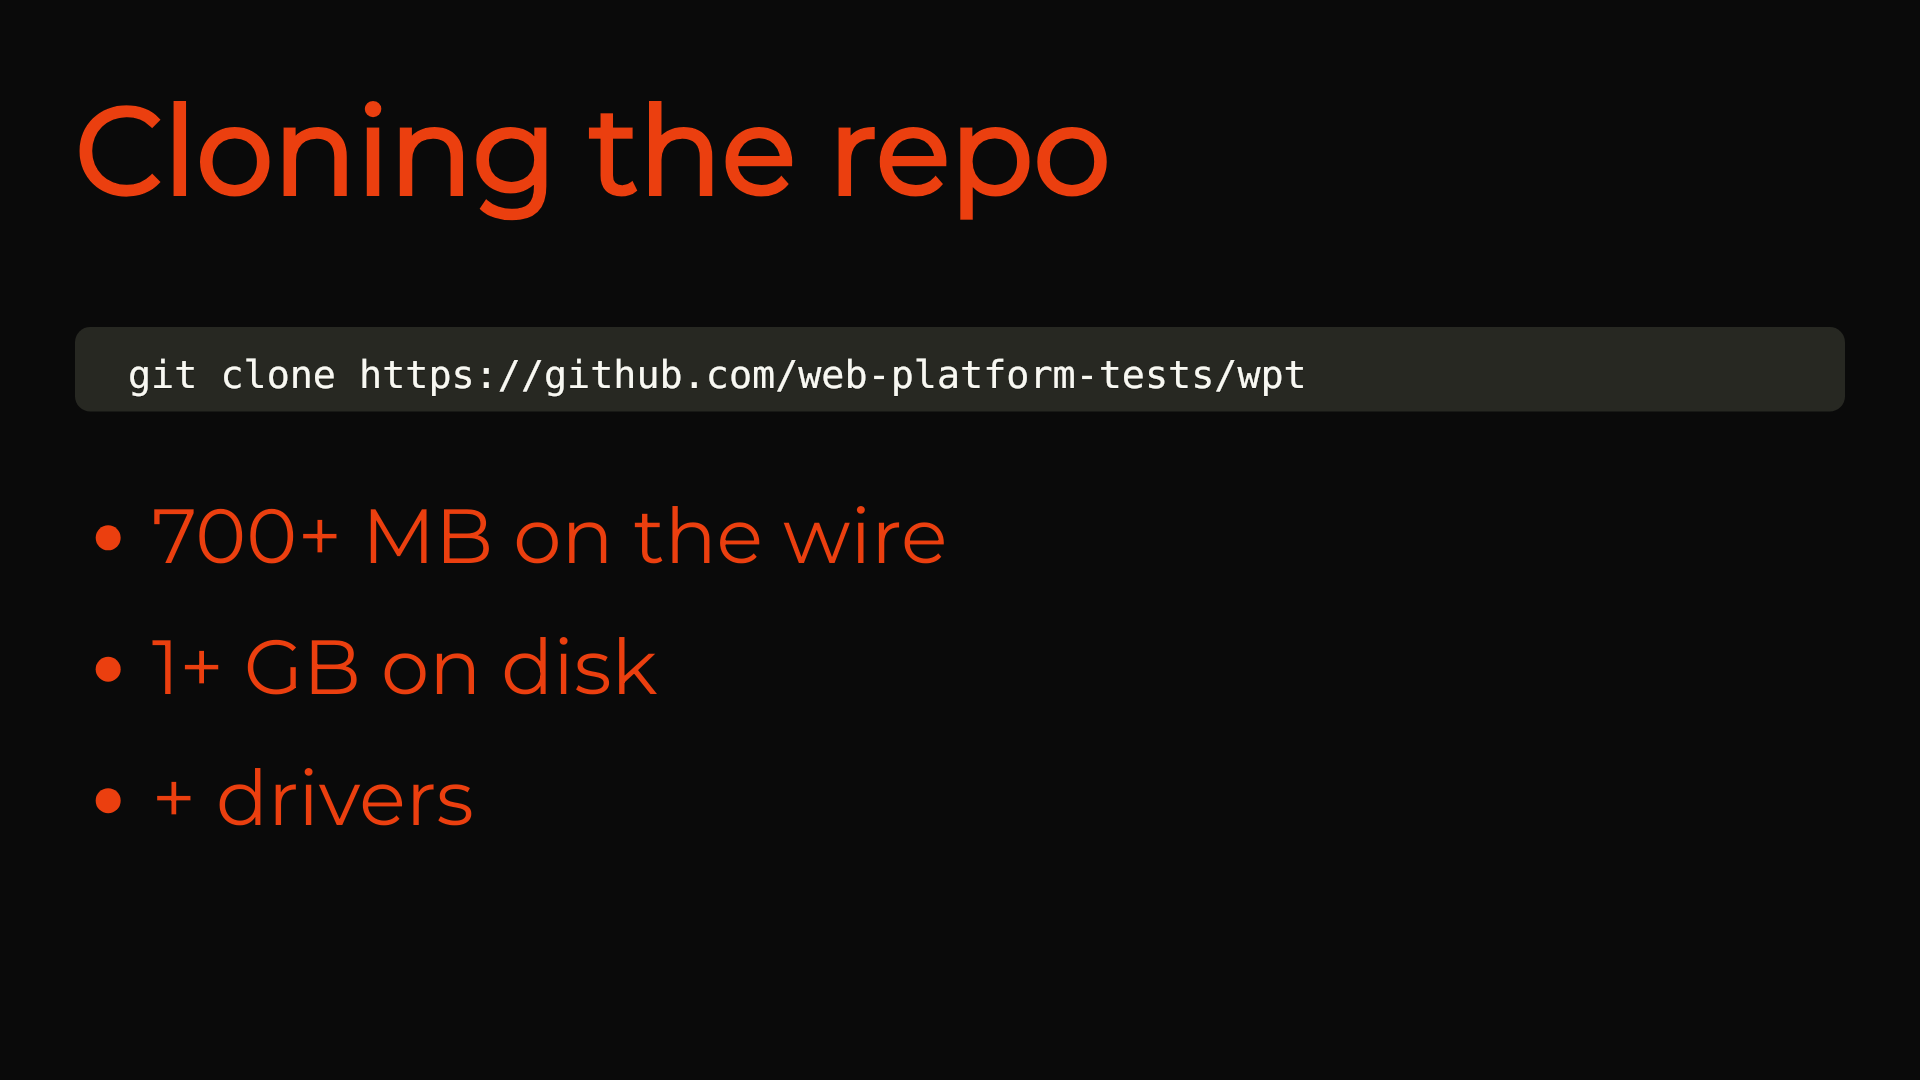 Cloning the repo
git clone https://github.com/web-platform-tests/wpt
• 700+ MB on the wire
• 1+ GB on disk
• + drivers